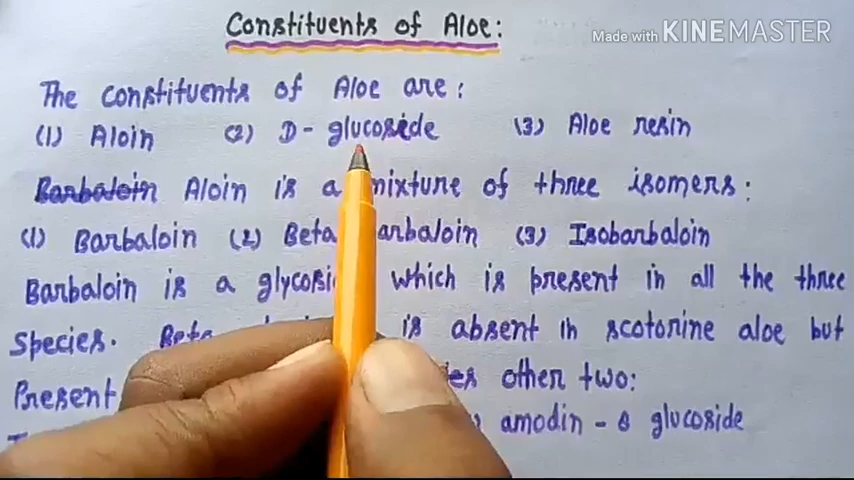 Constituents of Aloe:
Made with KINEMASTER
The constituents of Aloe are:
(1) Aloin (2) D-glucoside (3) Aloe resin
Barbaloin Aloin is a mixture of three isomers:
(1) Barbaloin (2) Beta arbaloin (3) Isobarbaloin
Barbaloin is a glycosi which is present in all the three
species. Beta is absent in scotorine aloe but
Present other two:
amodin - 8 glucoside